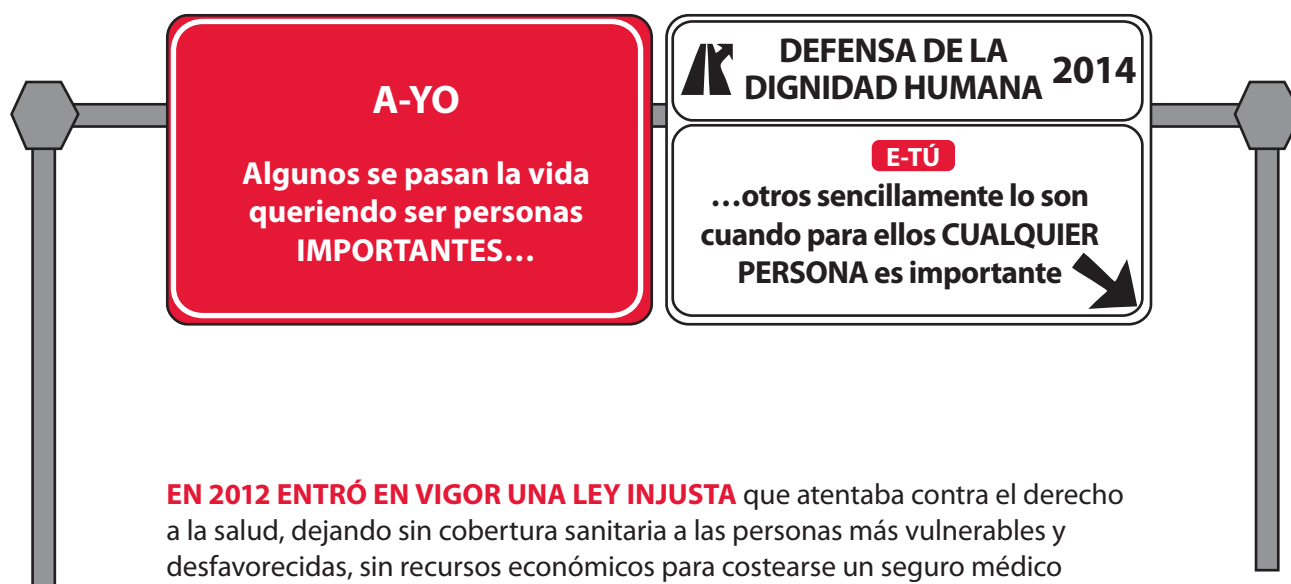 A-YO
Algunos se pasan la vida
queriendo ser personas
IMPORTANTES…
DEFENSA DE LA
DIGNIDAD HUMANA 2014
E-TÚ
…otros sencillamente lo son
cuando para ellos CUALQUIER
PERSONA es importante
EN 2012 ENTRÓ EN VIGOR UNA LEY INJUSTA que atentaba contra el derecho
a la salud, dejando sin cobertura sanitaria a las personas más vulnerables y
desfavorecidas, sin recursos económicos para costearse un seguro médico